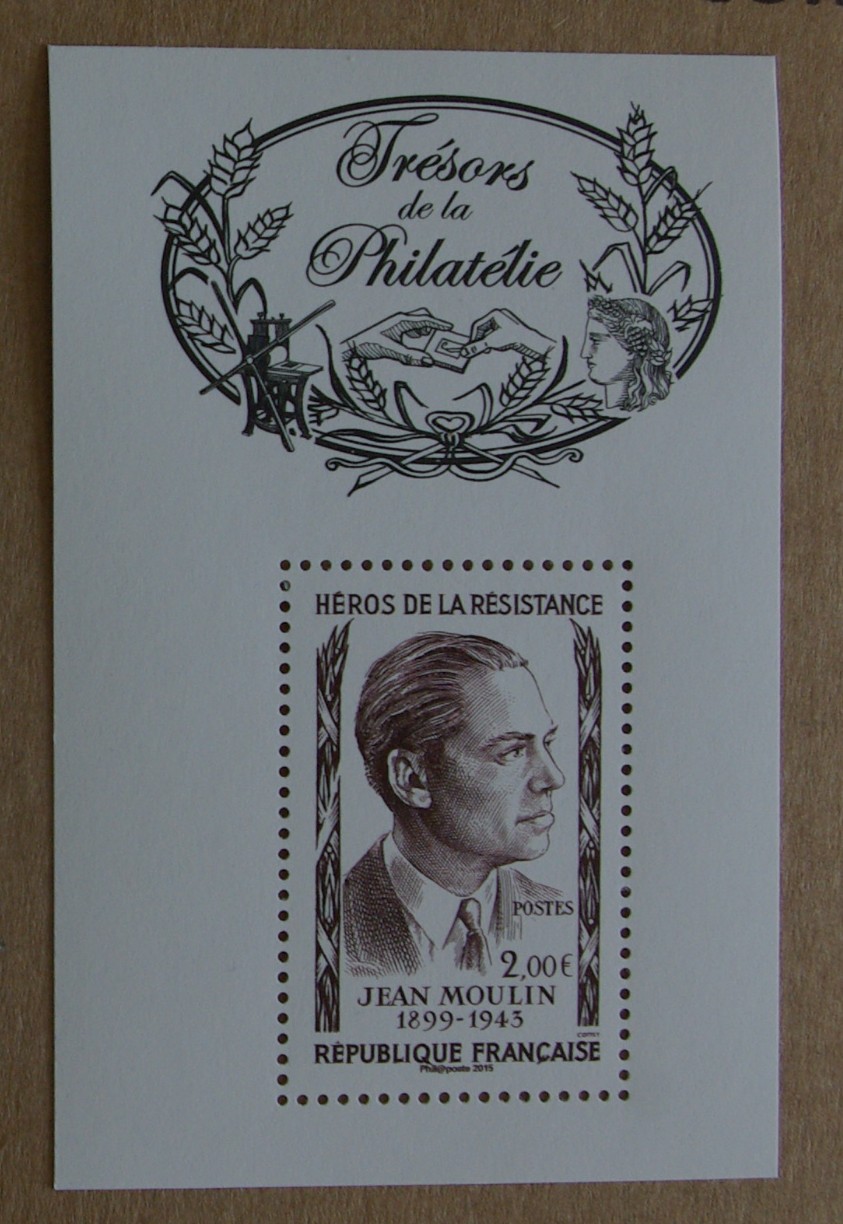 Trésors
de la
Philatélie
HÉROS DE LA RÉSISTANCE
POSTES
2,00€
JEAN MOULIN
1899-1943
RÉPUBLIQUE FRANÇAISE
Phil@poste 2015